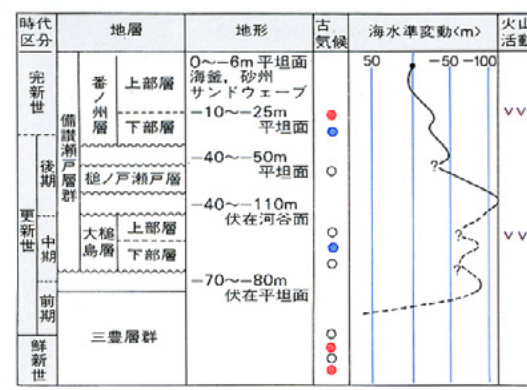 時代区分 地層 地形 古気候 海水準変動(m) 火山活動
50 −50 −100
完新世
更新世
後期
中期
前期
鮮新世
備讃瀬戸層群
番ノ州層
上部層
下部層
槌ノ戸瀬戸層
大槌島層
上部層
下部層
三豊層群
0〜−6m 平坦面
海釜，砂州
サンドウェーブ
−10〜−25m
平坦面
−40〜−50m
平坦面
−40〜−110m
伏在河谷面
−70〜−80m
伏在平坦面
?
?
?
V V
V V